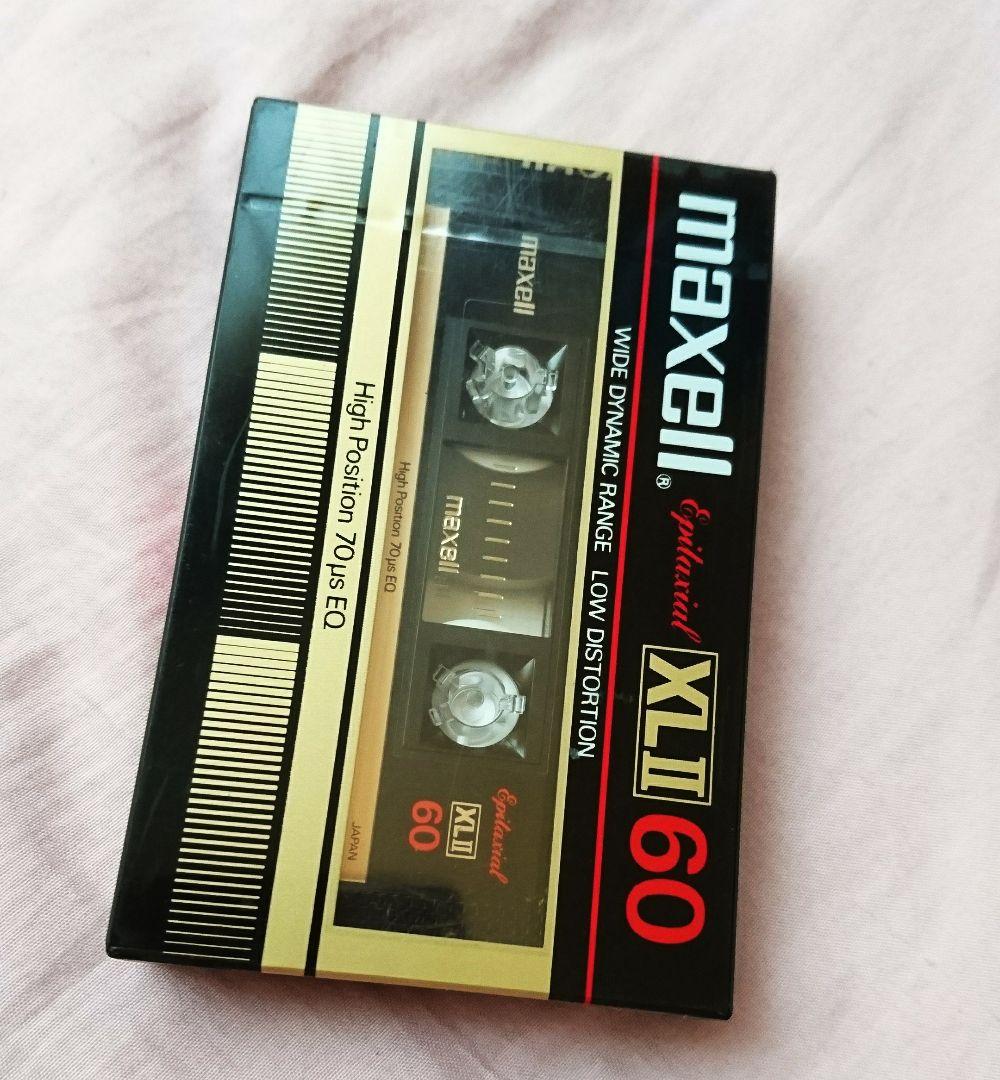 maxell® Epitaxial XLII 60
WIDE DYNAMIC RANGE LOW DISTORTION
maxell
Epitaxial
XLII
60
maxell
High Position 70µs EQ
JAPAN
High Position 70µs EQ